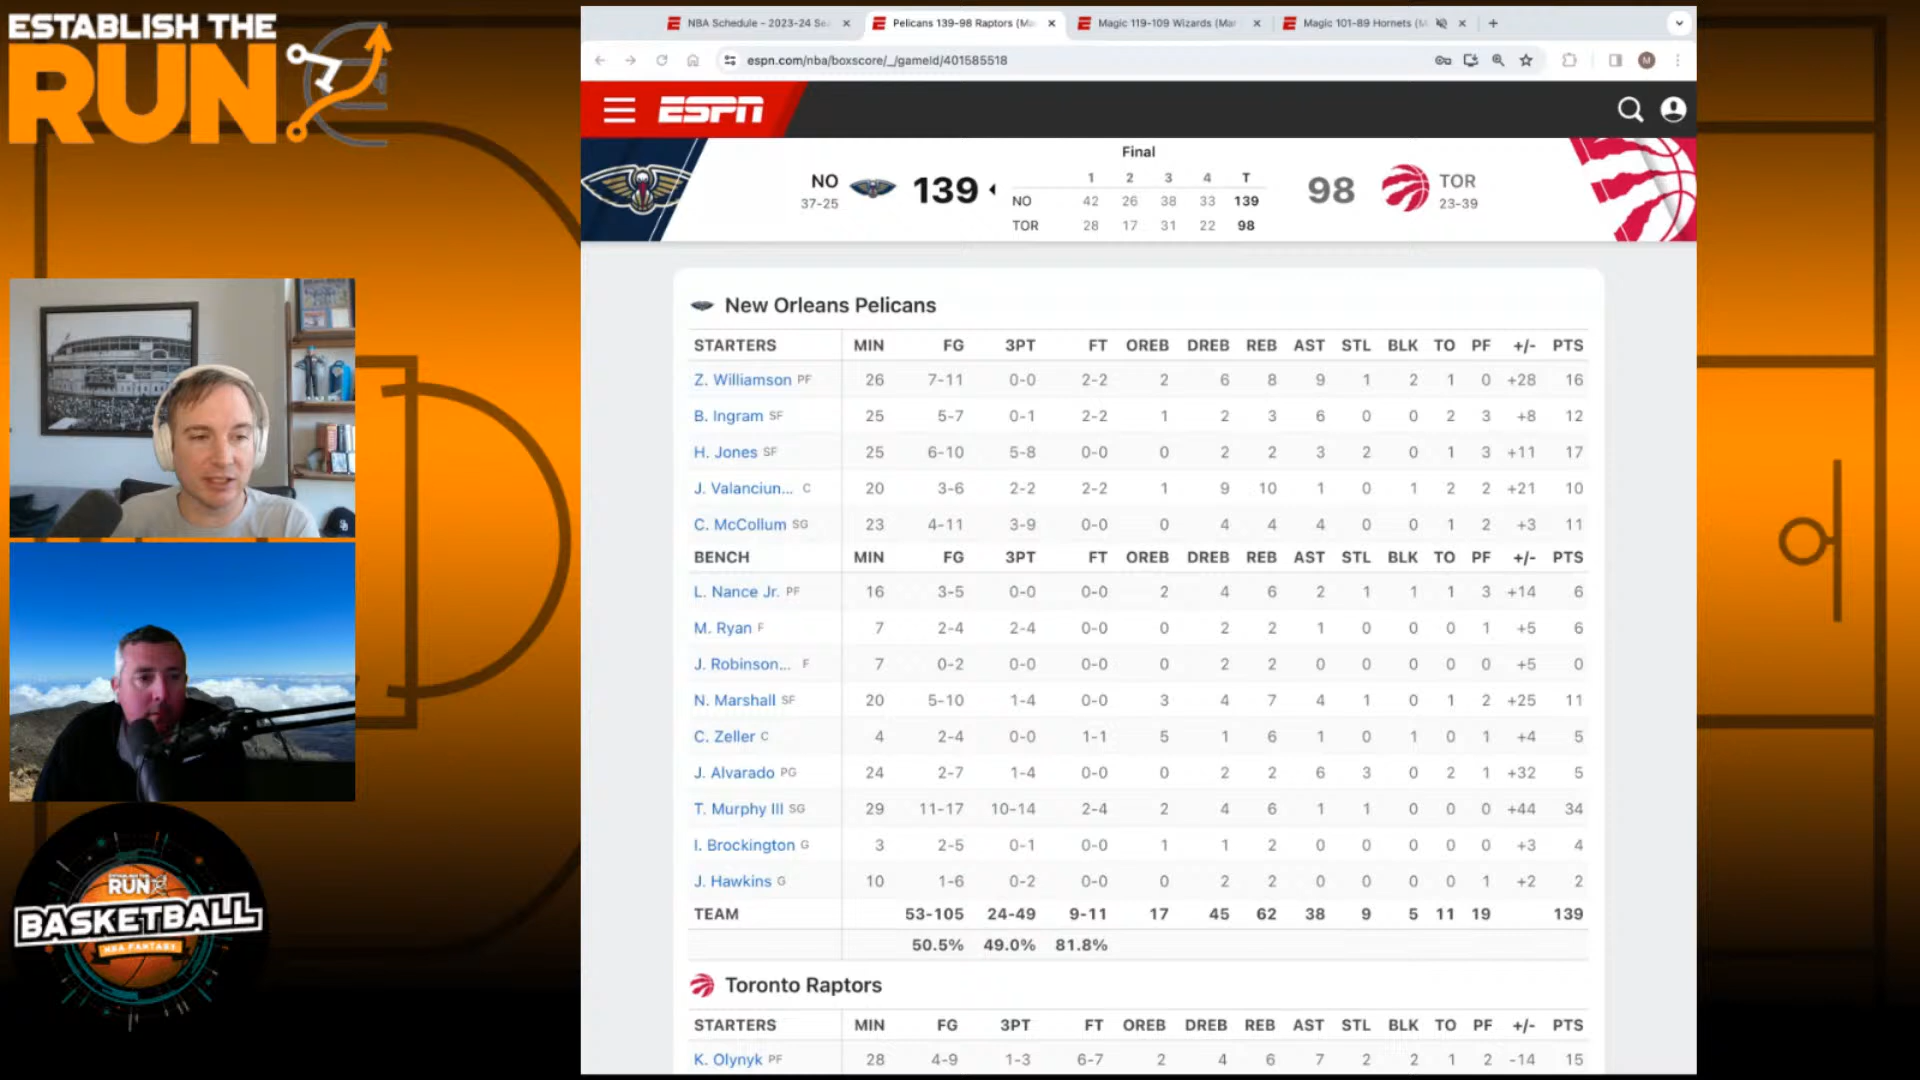 ESTABLISH THE
RUN
NBA Schedule - 2023-24 Se
Pelicans 139-98 Raptors (Ma
Magic 119-109 Wizards (Mar
Magic 101-89 Hornets (M
espn.com/nba/boxscore/_/gameId/401585518
M
ESPN
Final
NO 139 1 2 3 4 T 98 TOR
37-25 NO 42 26 38 33 139 23-39
TOR 28 17 31 22 98
New Orleans Pelicans
STARTERS MIN FG 3PT FT OREB DREB REB AST STL BLK TO PF +/- PTS
Z. Williamson PF 26 7-11 0-0 2-2 2 6 8 9 1 2 1 0 +28 16
B. Ingram SF 25 5-7 0-1 2-2 1 2 3 6 0 0 2 3 +8 12
H. Jones SF 25 6-10 5-8 0-0 0 2 2 3 2 0 1 3 +11 17
J. Valanciun... C 20 3-6 2-2 2-2 1 9 10 1 0 1 2 2 +21 10
C. McCollum SG 23 4-11 3-9 0-0 0 4 4 4 0 0 1 2 +3 11
BENCH MIN FG 3PT FT OREB DREB REB AST STL BLK TO PF +/- PTS
L. Nance Jr. PF 16 3-5 0-0 0-0 2 4 6 2 1 1 1 3 +14 6
M. Ryan F 7 2-4 2-4 0-0 0 2 2 1 0 0 0 1 +5 6
J. Robinson... F 7 0-2 0-0 0-0 0 2 2 0 0 0 0 0 +5 0
N. Marshall SF 20 5-10 1-4 0-0 3 4 7 4 1 0 1 2 +25 11
C. Zeller C 4 2-4 0-0 1-1 5 1 6 1 0 1 0 1 +4 5
J. Alvarado PG 24 2-7 1-4 0-0 0 2 2 6 3 0 2 1 +32 5
T. Murphy III SG 29 11-17 10-14 2-4 2 4 6 1 1 0 0 0 +44 34
I. Brockington G 3 2-5 0-1 0-0 1 1 2 0 0 0 0 0 +3 4
J. Hawkins G 10 1-6 0-2 0-0 0 2 2 0 0 0 0 1 +2 2
TEAM 53-105 24-49 9-11 17 45 62 38 9 5 11 19 139
50.5% 49.0% 81.8%
Toronto Raptors
STARTERS MIN FG 3PT FT OREB DREB REB AST STL BLK TO PF +/- PTS
K. Olynyk PF 28 4-9 1-3 6-7 2 4 6 7 2 2 1 2 -14 15
ESTABLISH THE
RUN
BASKETBALL
NBA FANTASY